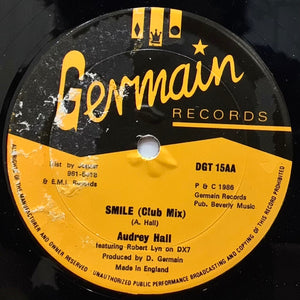 Germain
RECORDS
DGT 15AA
Dist by Jetstar
961-5818
& E.M.I. Records
P & C 1986
Germain Records
Pub. Beverly Music
SMILE (Club Mix)
(A. Hall)
Audrey Hall
featuring Robert Lyn on DX7
Produced by D. Germain
Made in England
ALL RIGHT OF THE MANUFACTURER AND OWNER
UNAUTHORIZED PUBLIC PERFORMANCE BROADCASTING AND COPYING OF THIS RECORD PROHIBITED